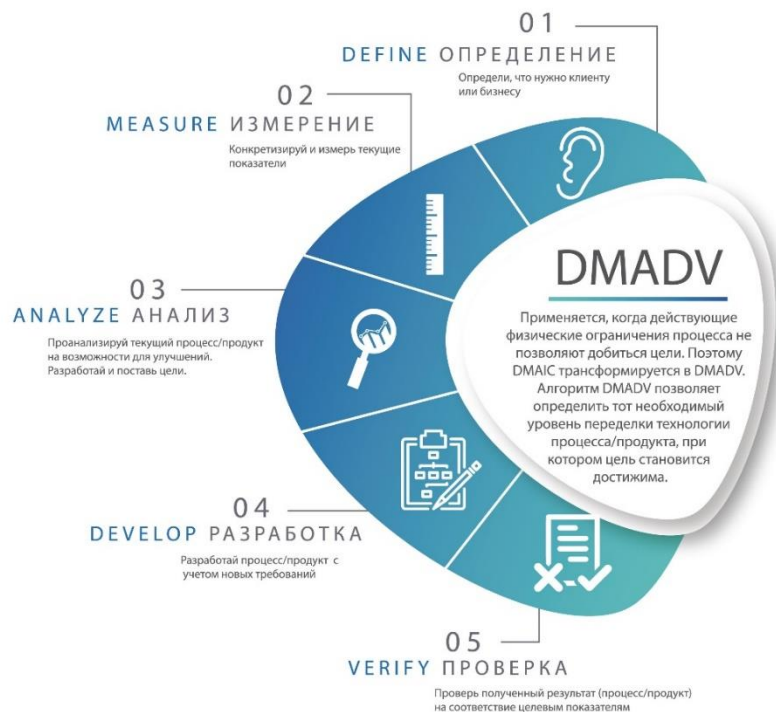 01
DEFINE ОПРЕДЕЛЕНИЕ
Определи, что нужно клиенту
или бизнесу
02
MEASURE ИЗМЕРЕНИЕ
Конкретизируй и измерь текущие
показатели
03
ANALYZE АНАЛИЗ
Проанализируй текущий процесс/продукт
на возможности для улучшений.
Разработай и поставь цели.
04
DEVELOP РАЗРАБОТКА
Разработай процесс/продукт с
учетом новых требований
05
VERIFY ПРОВЕРКА
Проверь полученный результат (процесс/продукт)
на соответствие целевым показателям
DMADV
Применяется, когда действующие
физические ограничения процесса не
позволяют добиться цели. Поэтому
DMAIC трансформируется в DMADV.
Алгоритм DMADV позволяет
определить тот необходимый
уровень переделки технологии
процесса/продукта, при
котором цель становится
достижима.